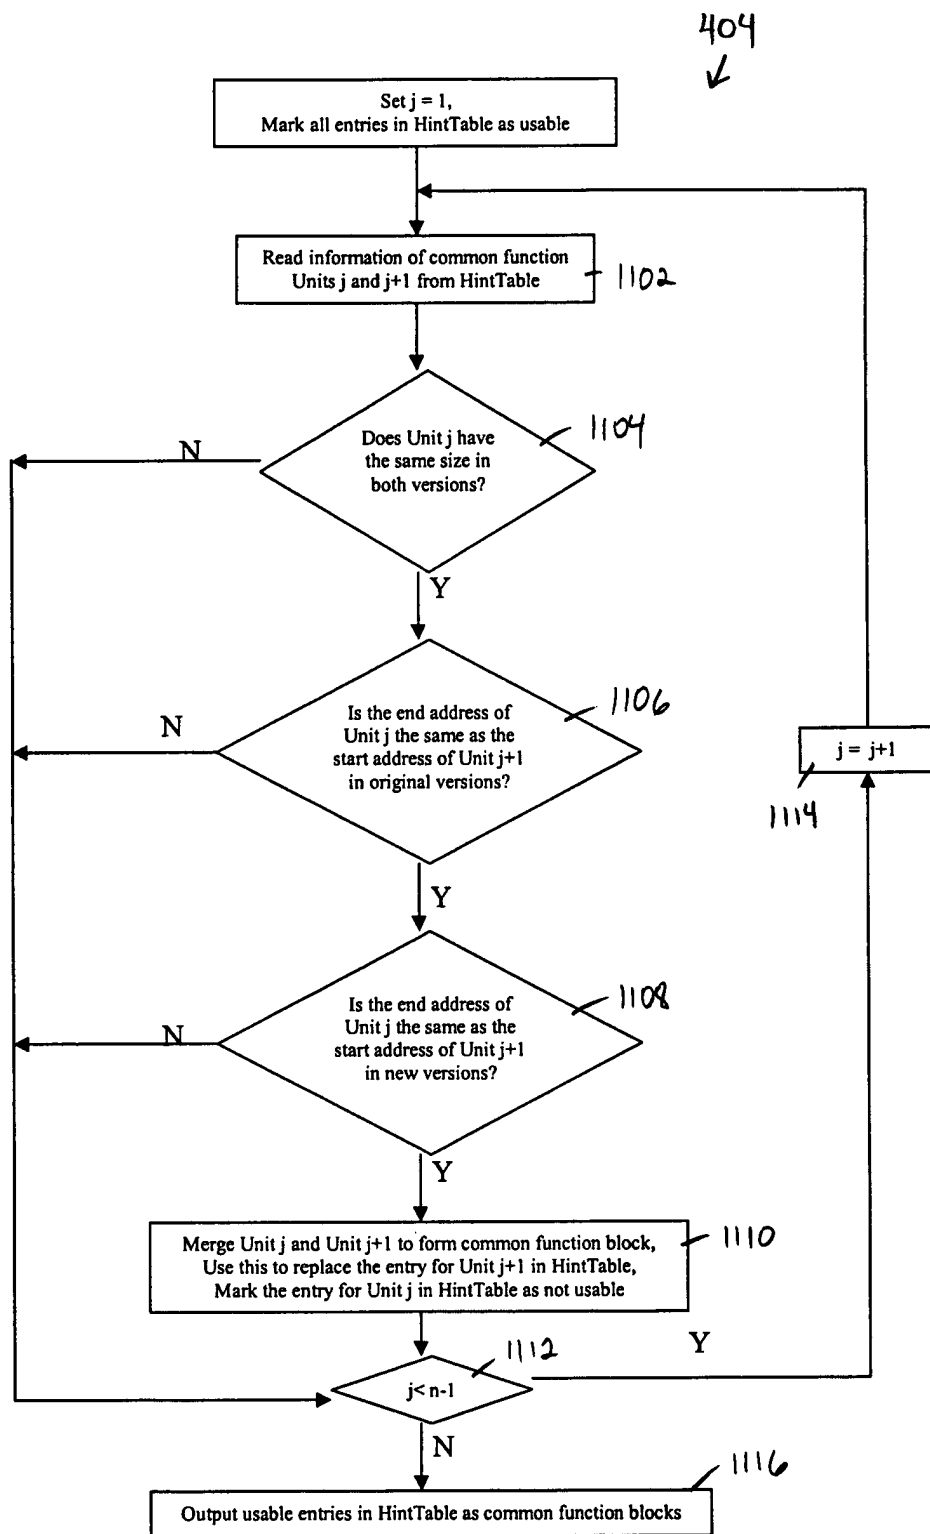 404
Set j = 1,
Mark all entries in HintTable as usable
Read information of common function
Units j and j+1 from HintTable
1102
Does Unit j have
the same size in
both versions?
1104
N
Y
Is the end address of
Unit j the same as the
start address of Unit j+1
in original versions?
1106
N
j = j+1
1114
Y
Is the end address of
Unit j the same as the
start address of Unit j+1
in new versions?
1108
N
Y
Merge Unit j and Unit j+1 to form common function block,
Use this to replace the entry for Unit j+1 in HintTable,
Mark the entry for Unit j in HintTable as not usable
1110
j< n-1
1112
Y
N
1116
Output usable entries in HintTable as common function blocks